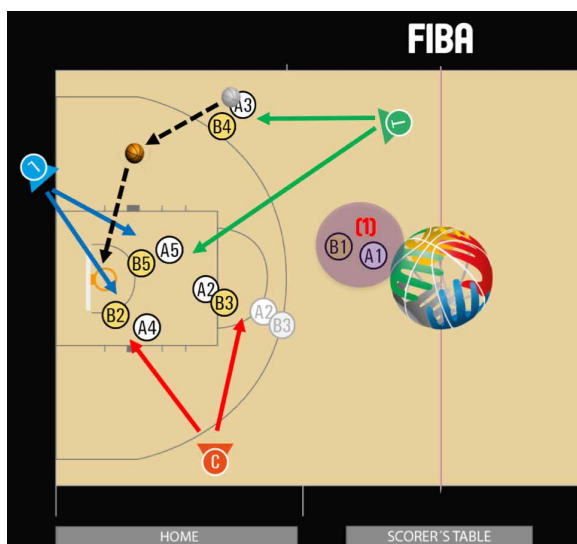 FIBA
A3
B4
T
L
(1)
B1
A1
A5
B5
A2
B3
A2
B3
B2
A4
C
HOME
SCORER´S TABLE